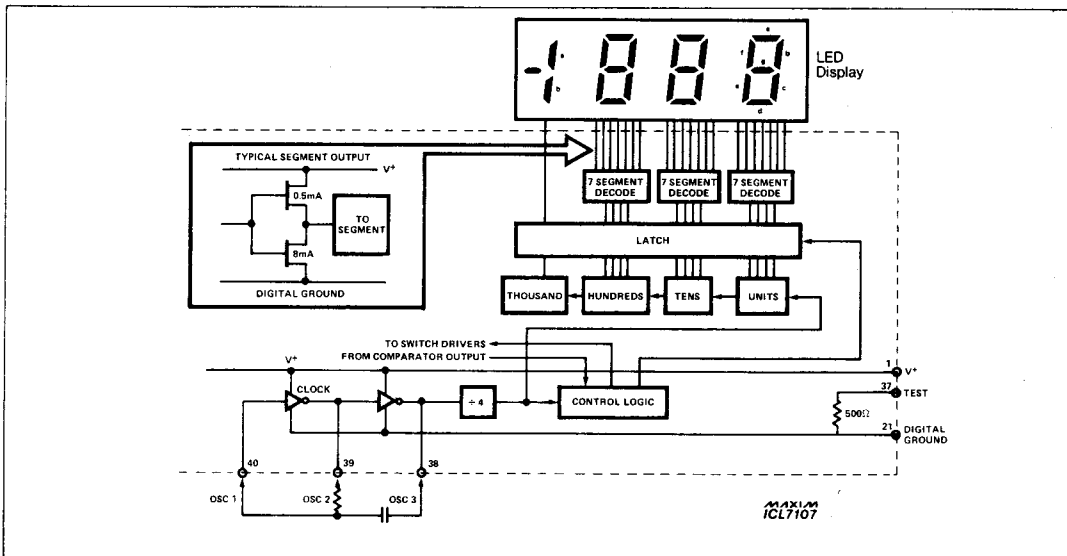 a
f
b
g
e
c
d
a
b
LED
Display
TYPICAL SEGMENT OUTPUT
V+
0.5mA
TO
SEGMENT
8mA
DIGITAL GROUND
7 SEGMENT
DECODE
7 SEGMENT
DECODE
7 SEGMENT
DECODE
LATCH
THOUSAND
HUNDREDS
TENS
UNITS
TO SWITCH DRIVERS
FROM COMPARATOR OUTPUT
V+
CLOCK
÷4
CONTROL LOGIC
1
V+
37
TEST
500Ω
21
DIGITAL
GROUND
40
39
38
OSC 1
OSC 2
OSC 3
MAXIM
ICL7107